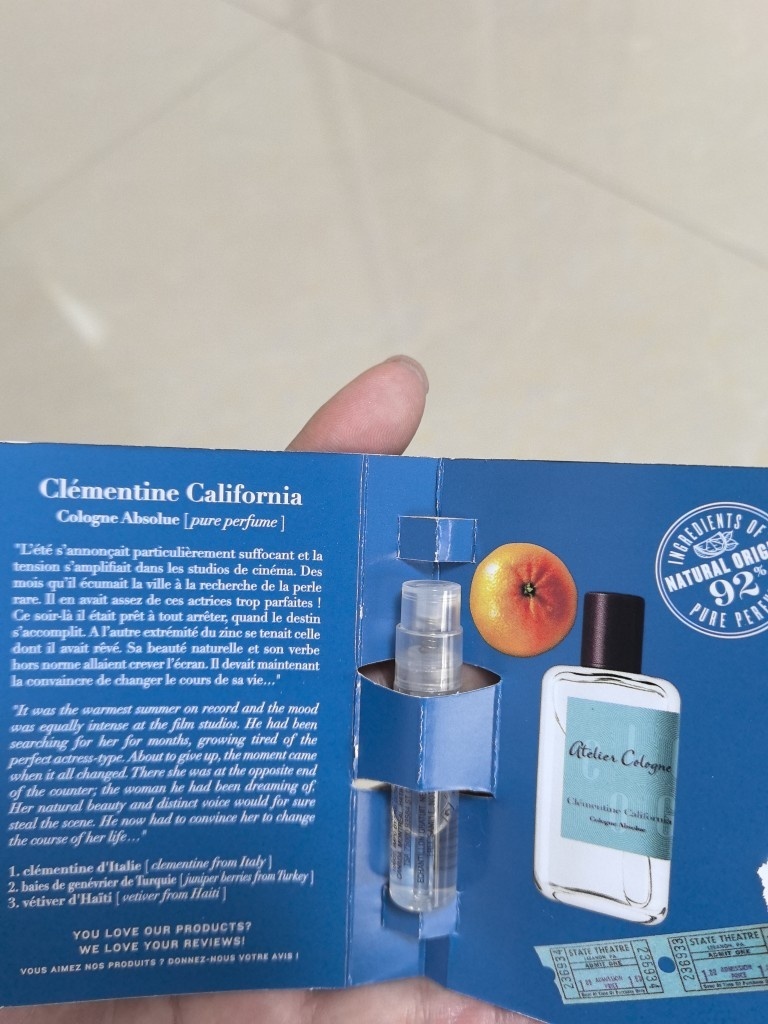 Clémentine California
Cologne Absolue [pure perfume]
"L'été s'annonçait particulièrement suffocant et la
tension s'amplifiait dans les studios de cinéma. Des
mois qu'il écumait la ville à la recherche de la perle
rare. Il en avait assez de ces actrices trop parfaites !
Ce soir-là il était prêt à tout arrêter, quand le destin
s'accomplit. A l'autre extrémité du zinc se tenait celle
dont il avait rêvé. Sa beauté naturelle et son verbe
hors norme allaient crever l'écran. Il devait maintenant
la convaincre de changer le cours de sa vie..."
"It was the warmest summer on record and the mood
was equally intense at the film studios. He had been
searching for her for months, growing tired of the
perfect actress-type. About to give up, the moment came
when it all changed. There she was at the opposite end
of the counter; the woman he had been dreaming of.
Her natural beauty and distinct voice would for sure
steal the scene. He now had to convince her to change
the course of her life..."
1. clémentine d'Italie [clementine from Italy]
2. baies de genévrier de Turquie [juniper berries from Turkey]
3. vétiver d'Haïti [vetiver from Haiti]
YOU LOVE OUR PRODUCTS?
WE LOVE YOUR REVIEWS!
VOUS AIMEZ NOS PRODUITS ? DONNEZ-NOUS VOTRE AVIS !
INGREDIENTS OF
NATURAL ORIG
92%
PURE PERF
Atelier Cologne
Clémentine California
Cologne Absolue
STATE THEATRE
LEBANON, PA.
ADMIT ONE
ADMISSION
PRICE
236934
236933
STATE THEATRE
LEBANON, PA.
ADMIT ONE
ADMISSION
PRICE